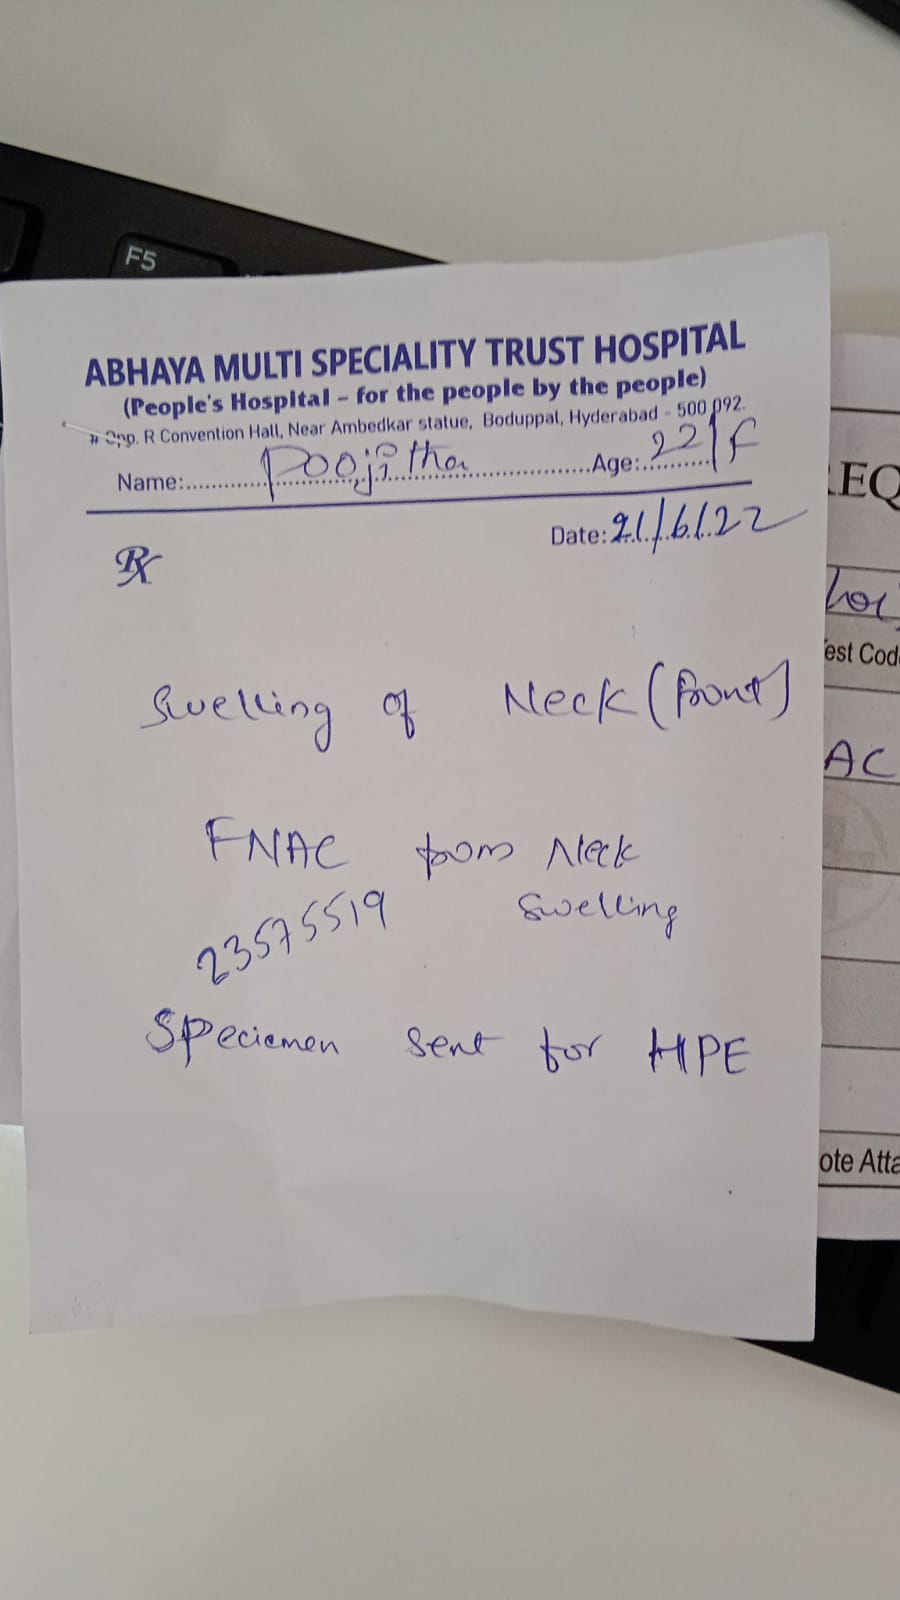 F5
ABHAYA MULTI SPECIALITY TRUST HOSPITAL
(People's Hospital – for the people by the people)
# Opp. R Convention Hall, Near Ambedkar statue, Boduppal, Hyderabad - 500 092.
Name:..............Poojitha..............Age:..22/F
Date: 21/6/22
Rx
Swelling of Neck (front)
FNAC from Neck
Swelling
23575519
Speciemen sent for HPE
EQ
est Cod
AC
ote Atta